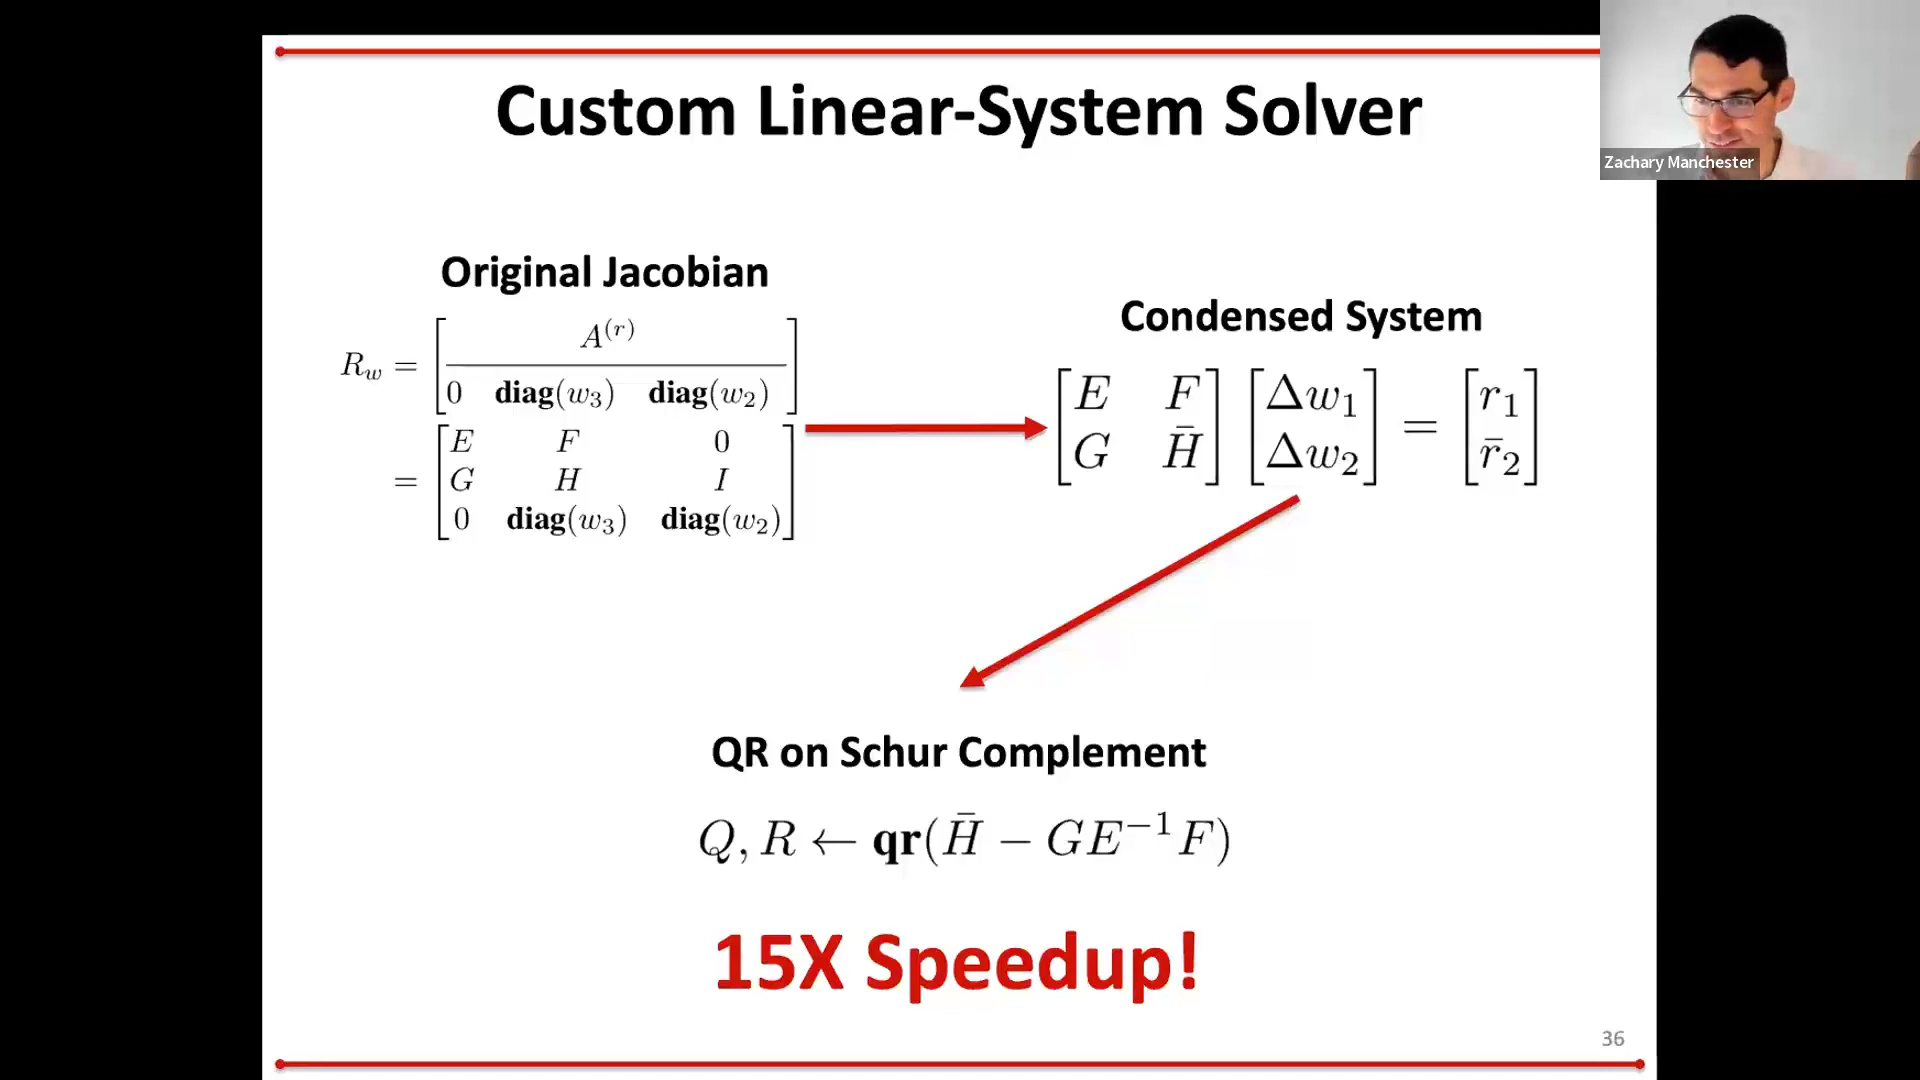 Custom Linear-System Solver
Zachary Manchester
Original Jacobian
R_w = [ A^{(r)}
0 diag(w_3) diag(w_2) ]
= [ E F 0
G H I
0 diag(w_3) diag(w_2) ]
Condensed System
[ E F ] [ Δw_1 ] = [ r_1 ]
[ G H̄ ] [ Δw_2 ] [ r̄_2 ]
QR on Schur Complement
Q, R ← qr(H̄ − GE^{−1}F)
15X Speedup!
36